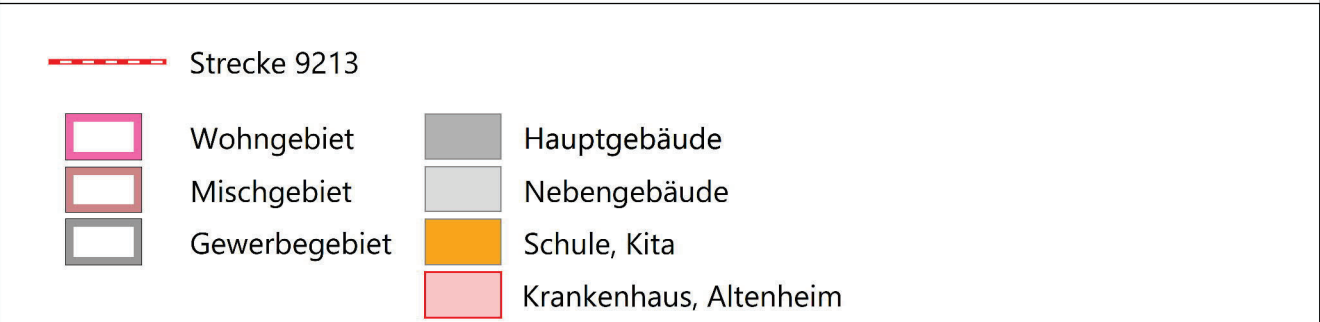 Strecke 9213
Wohngebiet
Mischgebiet
Gewerbegebiet
Hauptgebäude
Nebengebäude
Schule, Kita
Krankenhaus, Altenheim